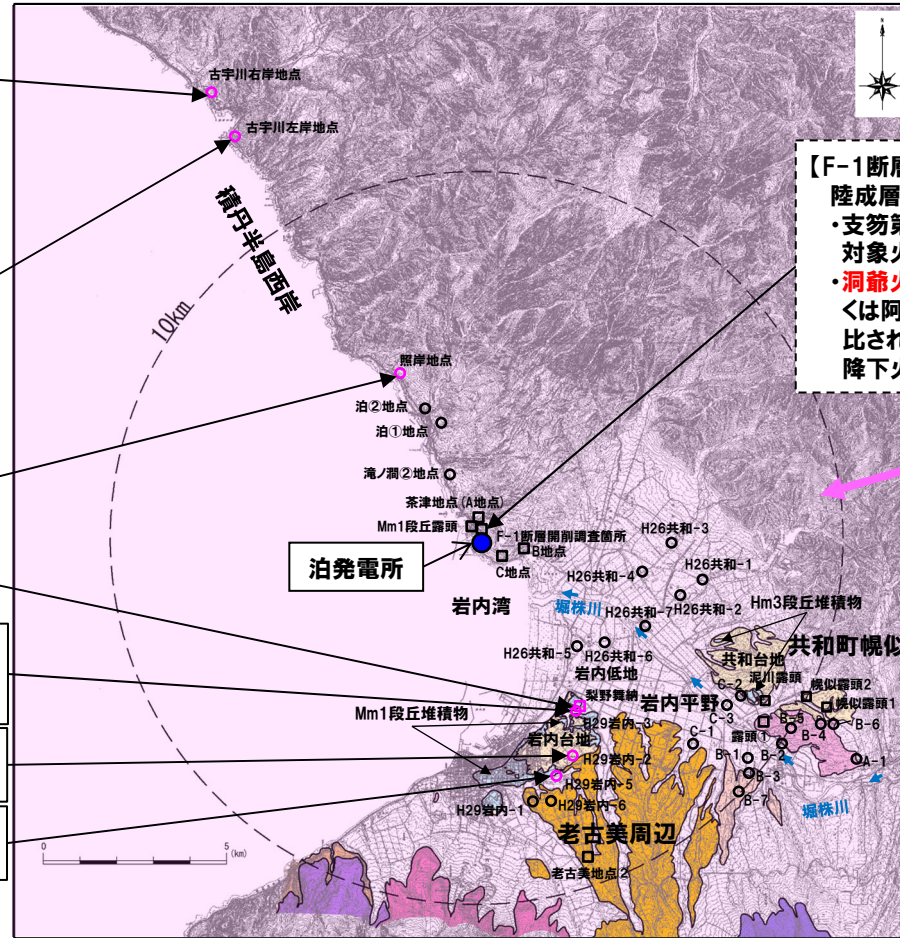 N
古宇川右岸地点
古宇川左岸地点
積丹半島西岸
10km
【F-1断層
陸成層
・支笏第
対象火
・洞爺火
くは阿
比され
降下火
照岸地点
泊②地点
泊①地点
滝ノ澗②地点
茶津地点(A地点)
Mm1段丘露頭
F-1断層開削調査箇所
B地点
C地点
泊発電所
岩内湾
H26共和-3
H26共和-1
H26共和-4
H26共和-2
堀株川
H26共和-7
Hm3段丘堆積物
H26共和-5
H26共和-6
共和町幌似
共和台地
岩内低地
泥川露頭
C-2
幌似露頭2
梨野舞納
岩内平野
幌似露頭1
Mm1段丘堆積物
H29岩内-3
C-3
B-5
B-6
岩内台地
露頭①
B-4
C-1
H29岩内-2
B-1
B-2
A-1
H29岩内-5
B-3
H29岩内-1
H29岩内-6
B-7
堀株川
老古美周辺
0
5
(km)
老古美地点2